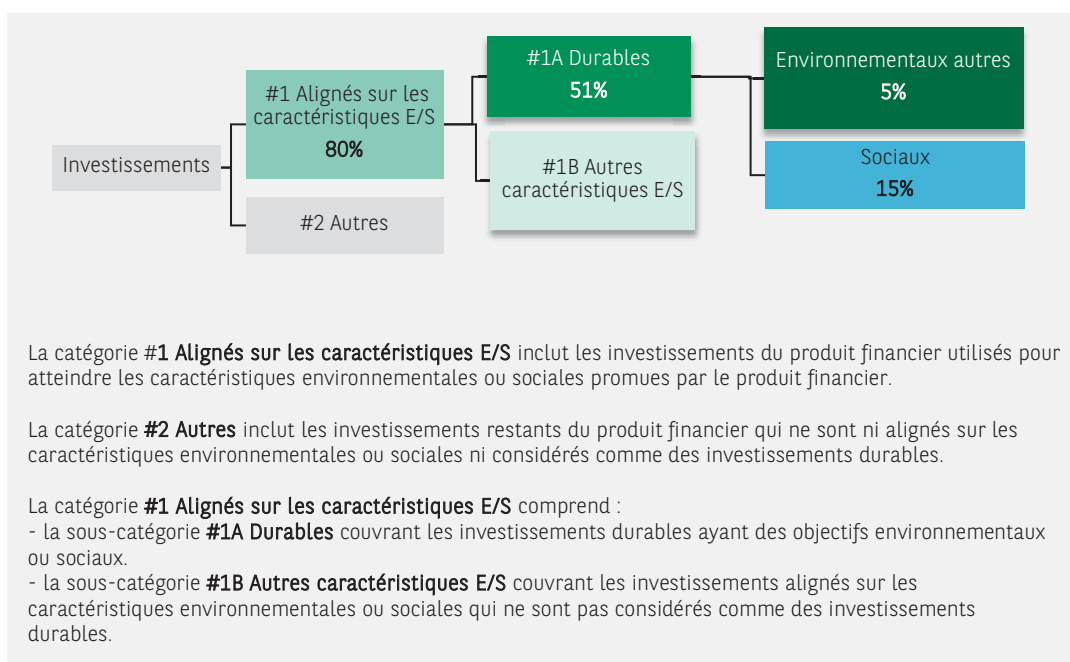 Investissements
#1 Alignés sur les
caractéristiques E/S
80%
#2 Autres
#1A Durables
51%
#1B Autres
caractéristiques E/S
Environnementaux autres
5%
Sociaux
15%
La catégorie #1 Alignés sur les caractéristiques E/S inclut les investissements du produit financier utilisés pour
atteindre les caractéristiques environnementales ou sociales promues par le produit financier.
La catégorie #2 Autres inclut les investissements restants du produit financier qui ne sont ni alignés sur les
caractéristiques environnementales ou sociales ni considérés comme des investissements durables.
La catégorie #1 Alignés sur les caractéristiques E/S comprend :
- la sous-catégorie #1A Durables couvrant les investissements durables ayant des objectifs environnementaux
ou sociaux.
- la sous-catégorie #1B Autres caractéristiques E/S couvrant les investissements alignés sur les
caractéristiques environnementales ou sociales qui ne sont pas considérés comme des investissements
durables.